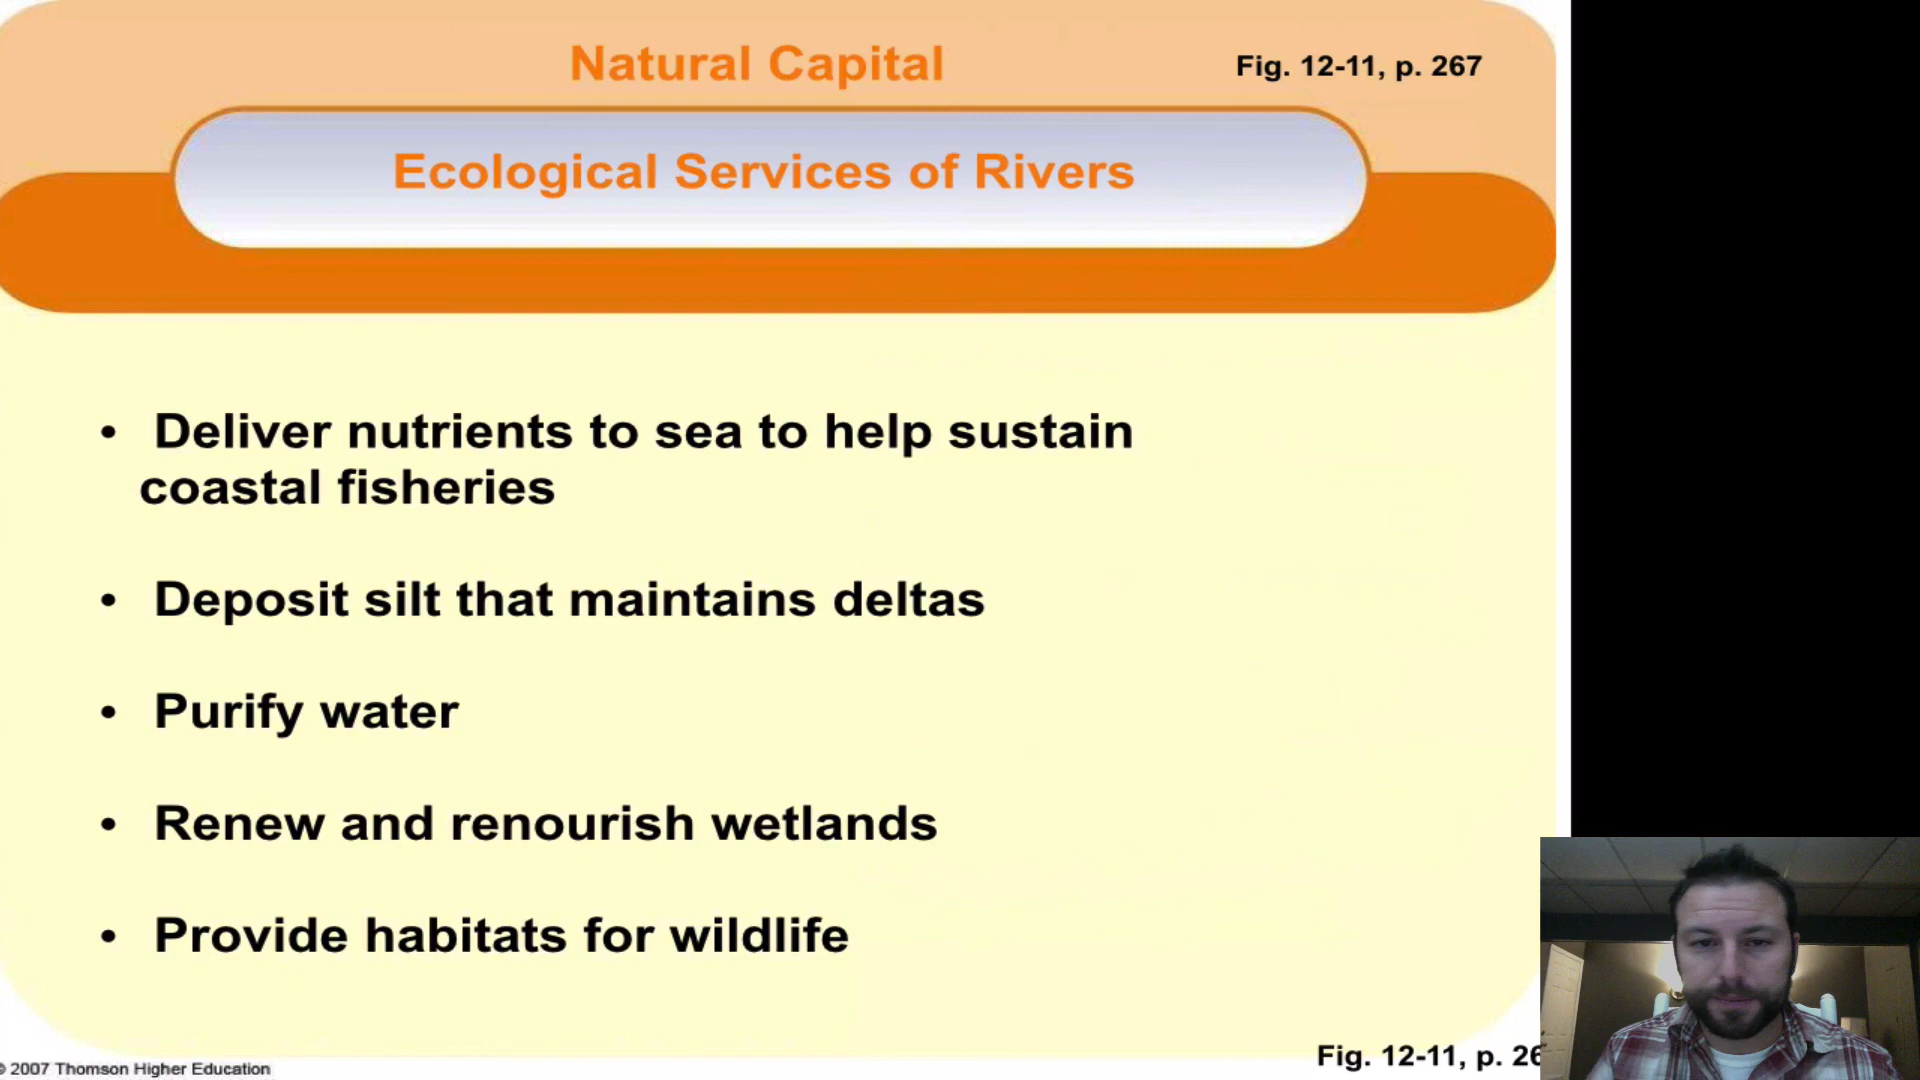 Natural Capital
Fig. 12-11, p. 267
Ecological Services of Rivers
• Deliver nutrients to sea to help sustain
coastal fisheries
• Deposit silt that maintains deltas
• Purify water
• Renew and renourish wetlands
• Provide habitats for wildlife
© 2007 Thomson Higher Education
Fig. 12-11, p. 26